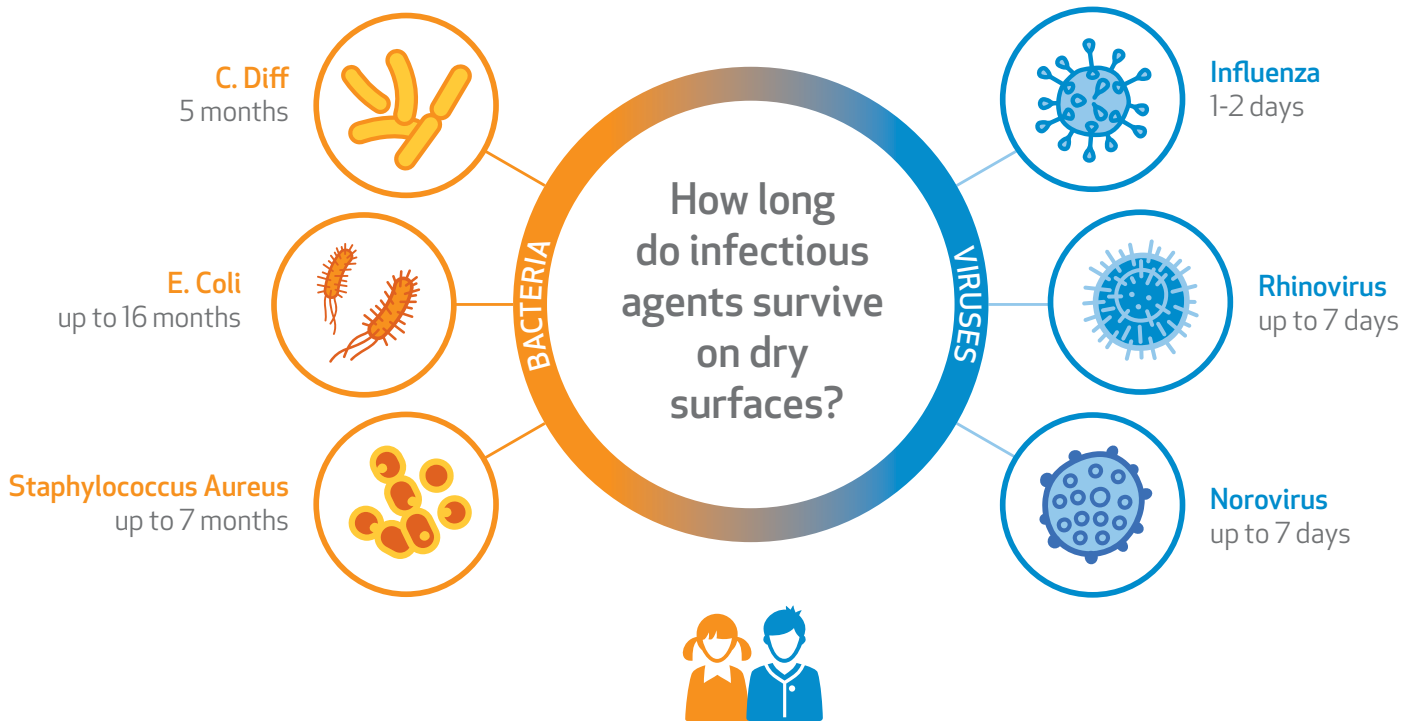 C. Diff
5 months
E. Coli
up to 16 months
Staphylococcus Aureus
up to 7 months
BACTERIA
How long
do infectious
agents survive
on dry
surfaces?
VIRUSES
Influenza
1-2 days
Rhinovirus
up to 7 days
Norovirus
up to 7 days